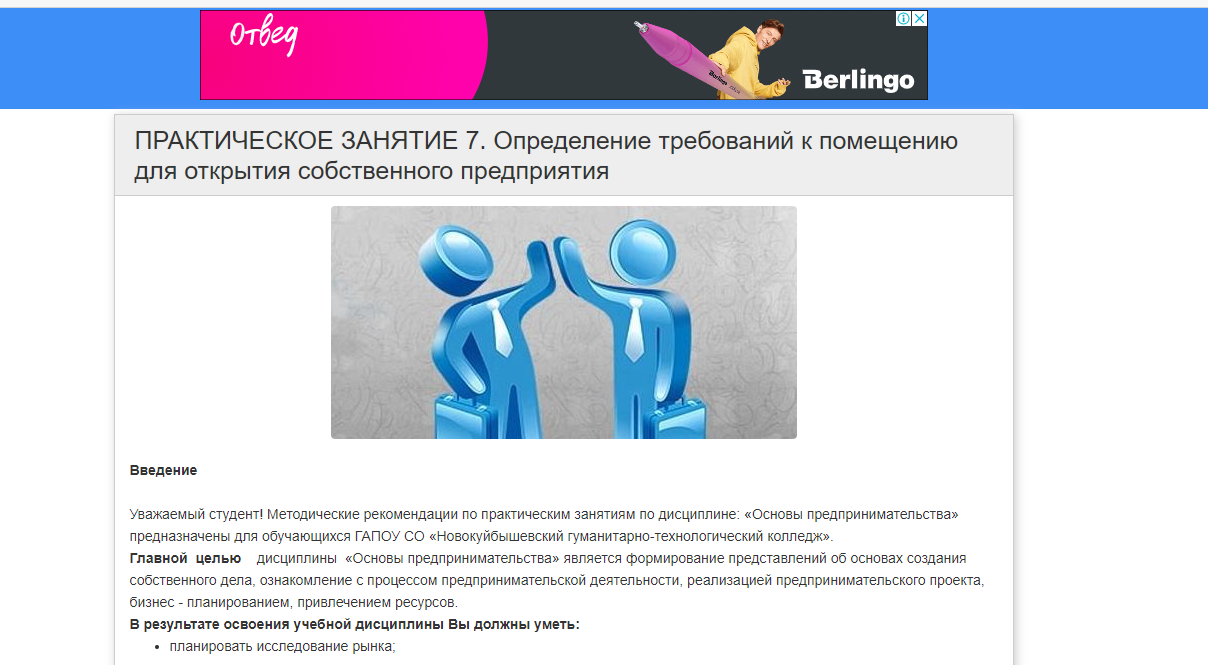 Отвед
Berlingo
ПРАКТИЧЕСКОЕ ЗАНЯТИЕ 7. Определение требований к помещению
для открытия собственного предприятия
Введение
Уважаемый студент! Методические рекомендации по практическим занятиям по дисциплине: «Основы предпринимательства»
предназначены для обучающихся ГАПОУ СО «Новокуйбышевский гуманитарно-технологический колледж».
Главной целью дисциплины «Основы предпринимательства» является формирование представлений об основах создания
собственного дела, ознакомление с процессом предпринимательской деятельности, реализацией предпринимательского проекта,
бизнес - планированием, привлечением ресурсов.
В результате освоения учебной дисциплины Вы должны уметь:
• планировать исследование рынка;